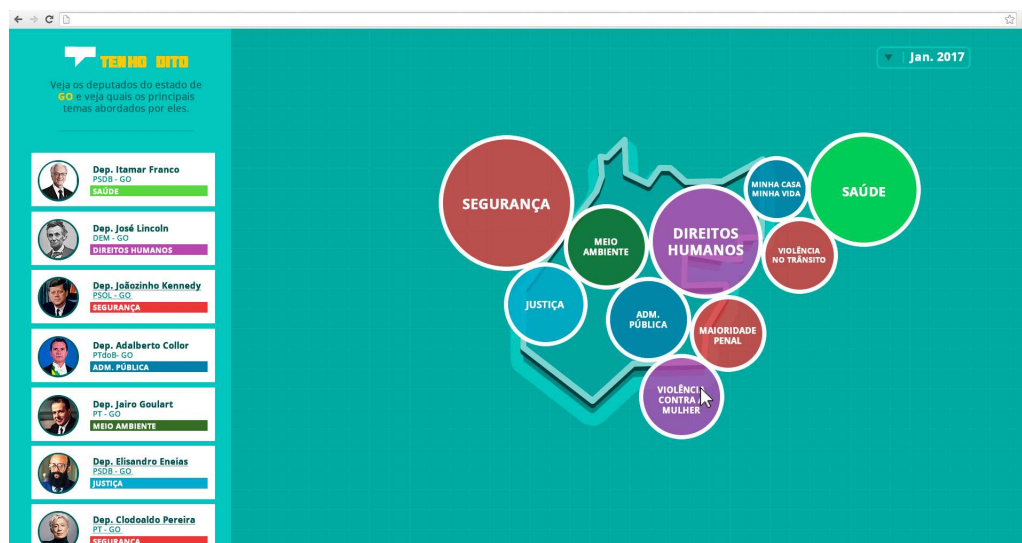 TENHO DITO
Veja os deputados do estado de
GO e veja quais os principais
temas abordados por eles.
Dep. Itamar Franco
PSDB - GO
SAÚDE
Dep. José Lincoln
DEM - GO
DIREITOS HUMANOS
Dep. Joãozinho Kennedy
PSOL - GO
SEGURANÇA
Dep. Adalberto Collor
PTdoB- GO
ADM. PÚBLICA
Dep. Jairo Goulart
PT - GO
MEIO AMBIENTE
Dep. Elisandro Eneias
PSDB - GO
JUSTIÇA
Dep. Clodoaldo Pereira
PT - GO
SEGURANÇA
Jan. 2017
SEGURANÇA
MEIO
AMBIENTE
DIREITOS
HUMANOS
MINHA CASA
MINHA VIDA
SAÚDE
VIOLÊNCIA
NO TRÂNSITO
JUSTIÇA
ADM.
PÚBLICA
MAIORIDADE
PENAL
VIOLÊNCIA
CONTRA A
MULHER